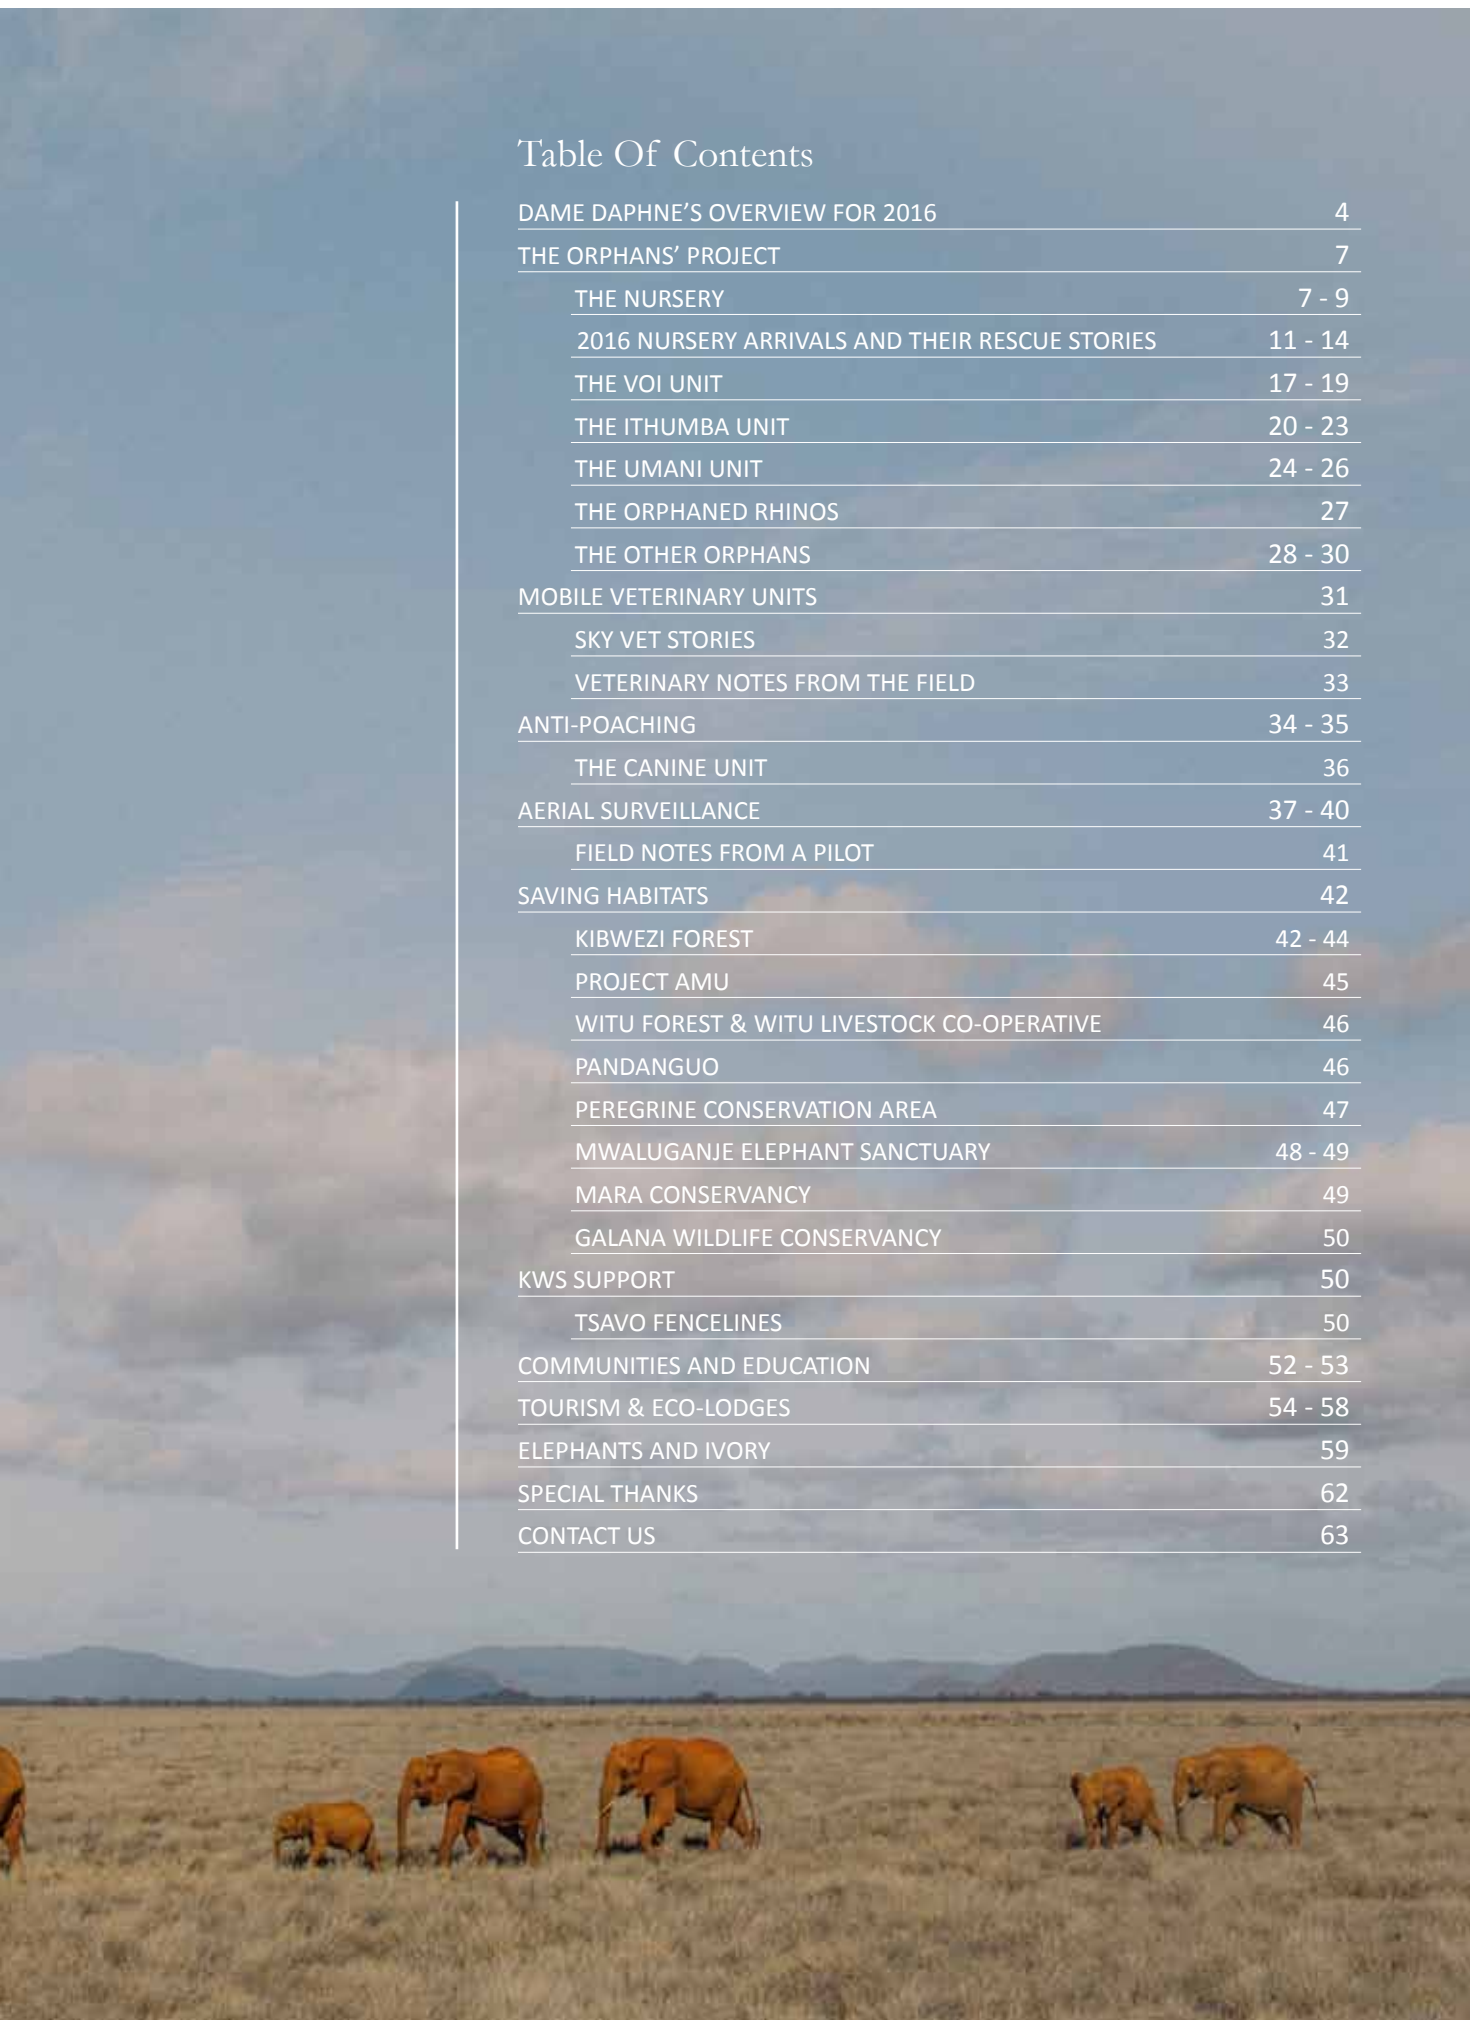 Table Of Contents
DAME DAPHNE'S OVERVIEW FOR 2016 4
THE ORPHANS' PROJECT 7
THE NURSERY 7 - 9
2016 NURSERY ARRIVALS AND THEIR RESCUE STORIES 11 - 14
THE VOI UNIT 17 - 19
THE ITHUMBA UNIT 20 - 23
THE UMANI UNIT 24 - 26
THE ORPHANED RHINOS 27
THE OTHER ORPHANS 28 - 30
MOBILE VETERINARY UNITS 31
SKY VET STORIES 32
VETERINARY NOTES FROM THE FIELD 33
ANTI-POACHING 34 - 35
THE CANINE UNIT 36
AERIAL SURVEILLANCE 37 - 40
FIELD NOTES FROM A PILOT 41
SAVING HABITATS 42
KIBWEZI FOREST 42 - 44
PROJECT AMU 45
WITU FOREST & WITU LIVESTOCK CO-OPERATIVE 46
PANDANGUO 46
PEREGRINE CONSERVATION AREA 47
MWALUGANJE ELEPHANT SANCTUARY 48 - 49
MARA CONSERVANCY 49
GALANA WILDLIFE CONSERVANCY 50
KWS SUPPORT 50
TSAVO FENCELINES 50
COMMUNITIES AND EDUCATION 52 - 53
TOURISM & ECO-LODGES 54 - 58
ELEPHANTS AND IVORY 59
SPECIAL THANKS 62
CONTACT US 63